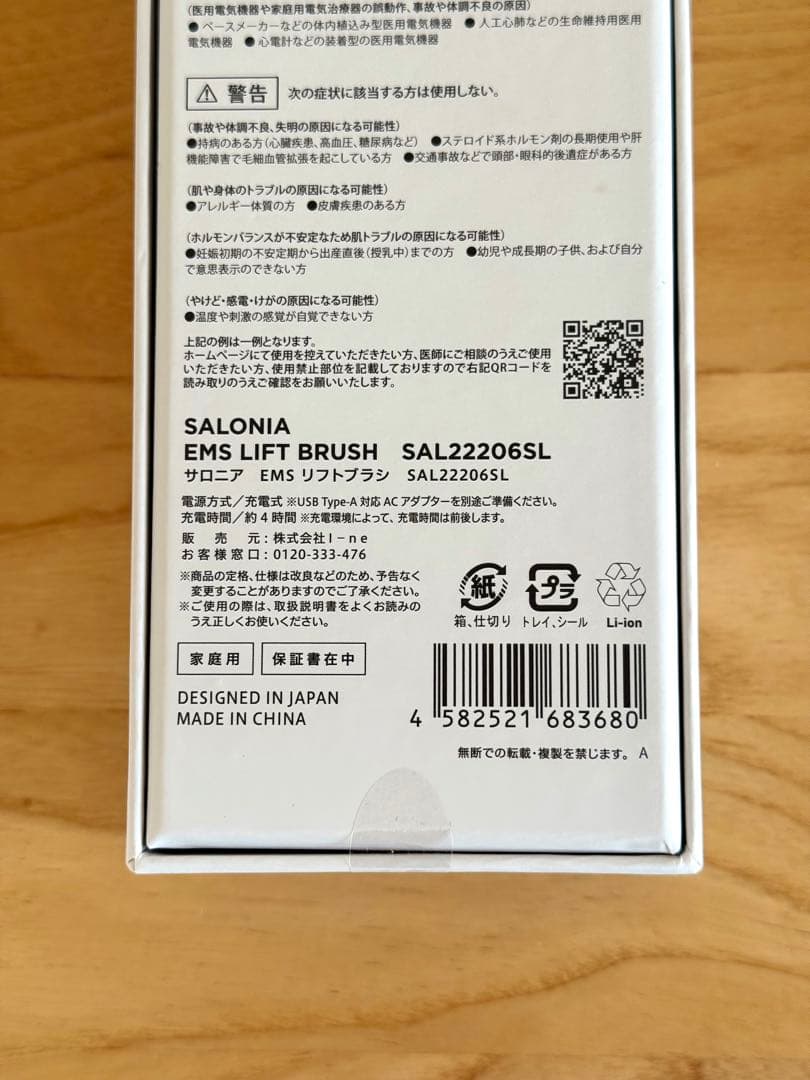 (医用電気機器や家庭用電気治療器の誤動作、事故や体調不良の原因)
●ペースメーカーなどの体内植込み型医用電気機器 ●人工心肺などの生命維持用医用
電気機器 ●心電計などの装着型の医用電気機器
⚠ 警告 次の症状に該当する方は使用しない。
(事故や体調不良、失明の原因になる可能性)
●持病のある方(心臓疾患、高血圧、糖尿病など) ●ステロイド系ホルモン剤の長期使用や肝
機能障害で毛細血管拡張を起こしている方 ●交通事故などで頭部・眼科的後遺症がある方
(肌や身体のトラブルの原因になる可能性)
●アレルギー体質の方 ●皮膚疾患のある方
(ホルモンバランスが不安定なため肌トラブルの原因になる可能性)
●妊娠初期の不安定期から出産直後(授乳中)までの方 ●幼児や成長期の子供、および自分
で意思表示のできない方
(やけど・感電・けがの原因になる可能性)
●温度や刺激の感覚が自覚できない方
上記の例は一例となります。
ホームページにて使用を控えていただきたい方、医師にご相談のうえご使用
いただきたい方、使用禁止部位を記載しておりますので右記QRコードを
読み取りのうえご確認をお願いいたします。
SALONIA
EMS LIFT BRUSH SAL22206SL
サロニア EMS リフトブラシ SAL22206SL
電源方式/充電式 ※USB Type-A 対応 AC アダプターを別途ご準備ください。
充電時間/約 4 時間 ※充電環境によって、充電時間は前後します。
販売元:株式会社I-ne
お客様窓口:0120-333-476
※商品の定格、仕様は改良などのため、予告なく
変更することがありますのでご了承ください。
※ご使用の際は、取扱説明書をよくお読みの
うえ正しくお使いください。
紙 プラ
箱、仕切り トレイ、シール Li-ion
家庭用 保証書在中
DESIGNED IN JAPAN
MADE IN CHINA
4 582521 683680
無断での転載・複製を禁じます。 A